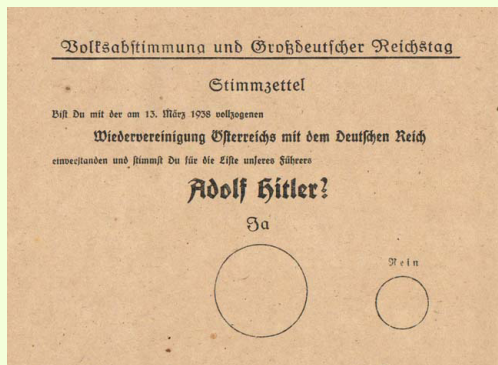 Volksabstimmung und Großdeutscher Reichstag
Stimmzettel
Bist Du mit der am 13. März 1938 vollzogenen
Wiedervereinigung Österreichs mit dem Deutschen Reich
einverstanden und stimmst Du für die Liste unseres Führers
Adolf Hitler?
Ja
Nein